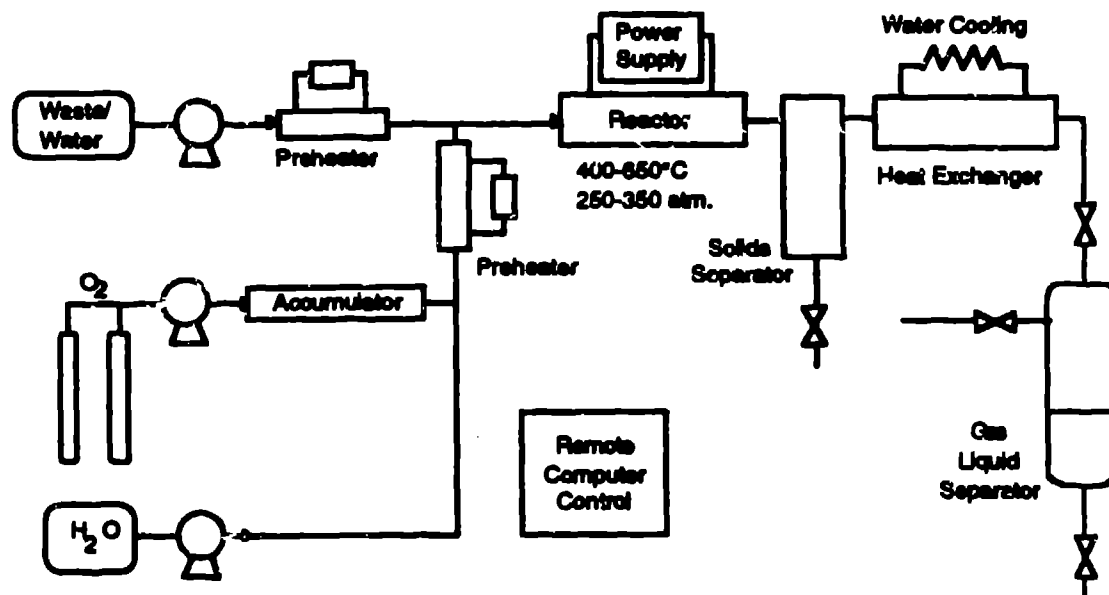 Waste/
Water
Preheater
Power
Supply
Reactor
400-650°C
250-350 atm.
Water Cooling
Heat Exchanger
Preheater
Solids
Separator
O2
Accumulator
Remote
Computer
Control
Gas
Liquid
Separator
H2O